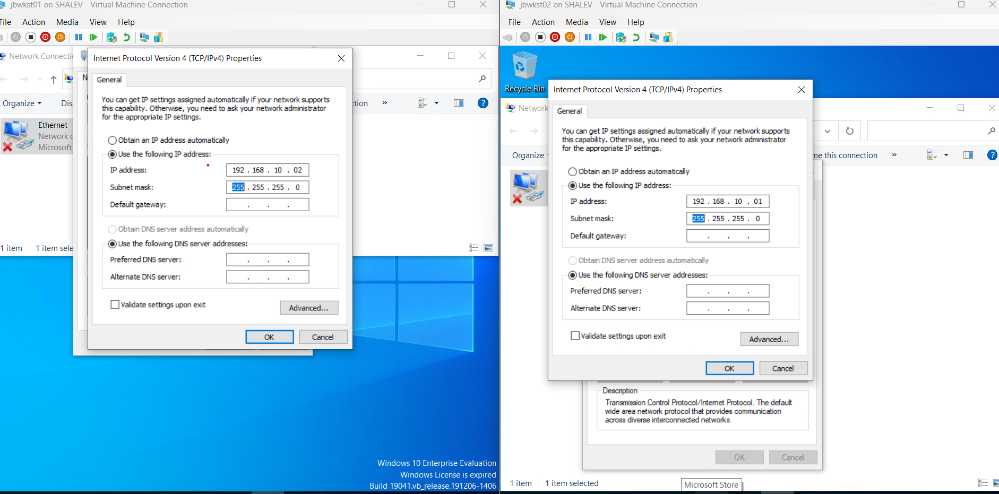 jbwkst01 on SHALEV - Virtual Machine Connection
File Action Media View Help
Network Connecti
Internet Protocol Version 4 (TCP/IPv4) Properties
General
Organize
Disa
ction
»
?
You can get IP settings assigned automatically if your network supports
this capability. Otherwise, you need to ask your network administrator
for the appropriate IP settings.
Ethernet
Network c
Microsoft
Obtain an IP address automatically
Use the following IP address:
IP address: 192 . 168 . 10 . 02
Subnet mask: 255 . 255 . 255 . 0
Default gateway: . . .
Obtain DNS server address automatically
Use the following DNS server addresses:
Preferred DNS server: . . .
Alternate DNS server: . . .
1 item 1 item sele
Validate settings upon exit
Advanced...
OK Cancel
Windows 10 Enterprise Evaluation
Windows License is expired
Build 19041.vb_release.191206-1406
jbwkst02 on SHALEV - Virtual Machine Connection
File Action Media View Help
Recycle Bin
Network
Internet Protocol Version 4 (TCP/IPv4) Properties
General
Organize
me this connection
»
?
You can get IP settings assigned automatically if your network supports
this capability. Otherwise, you need to ask your network administrator
for the appropriate IP settings.
Obtain an IP address automatically
Use the following IP address:
IP address: 192 . 168 . 10 . 01
Subnet mask: 255 . 255 . 255 . 0
Default gateway: . . .
Obtain DNS server address automatically
Use the following DNS server addresses:
Preferred DNS server: . . .
Alternate DNS server: . . .
Validate settings upon exit
Advanced...
OK Cancel
Description
Transmission Control Protocol/Internet Protocol. The default
wide area network protocol that provides communication
across diverse interconnected networks.
OK Cancel
1 item 1 item selected
Microsoft Store